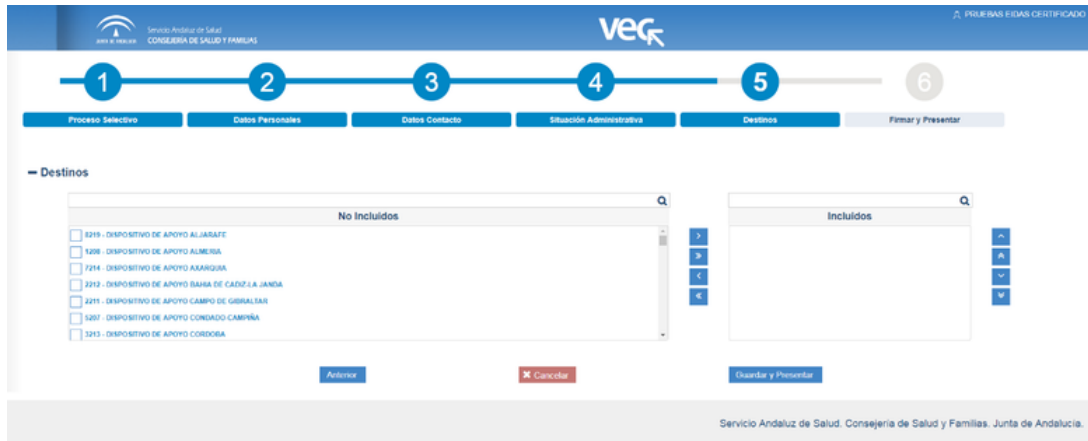 PRUEBAS EIDAS CERTIFICADO
Servicio Andaluz de Salud
CONSEJERIA DE SALUD Y FAMILIAS
JUNTA DE ANDALUCIA
vec
1 2 3 4 5 6
Proceso Selectivo Datos Personales Datos Contacto Situación Administrativa Destinos Firmar y Presentar
Destinos
No Incluidos Incluidos
8219 - DISPOSITIVO DE APOYO ALJARAFE
1208 - DISPOSITIVO DE APOYO ALMERIA
7214 - DISPOSITIVO DE APOYO AXARQUIA
2212 - DISPOSITIVO DE APOYO BAHIA DE CADIZ-LA JANDA
2211 - DISPOSITIVO DE APOYO CAMPO DE GIBRALTAR
5207 - DISPOSITIVO DE APOYO CONDADO-CAMPIÑA
3213 - DISPOSITIVO DE APOYO CORDOBA
Anterior Cancelar Guardar y Presentar
Servicio Andaluz de Salud. Consejería de Salud y Familias. Junta de Andalucía.